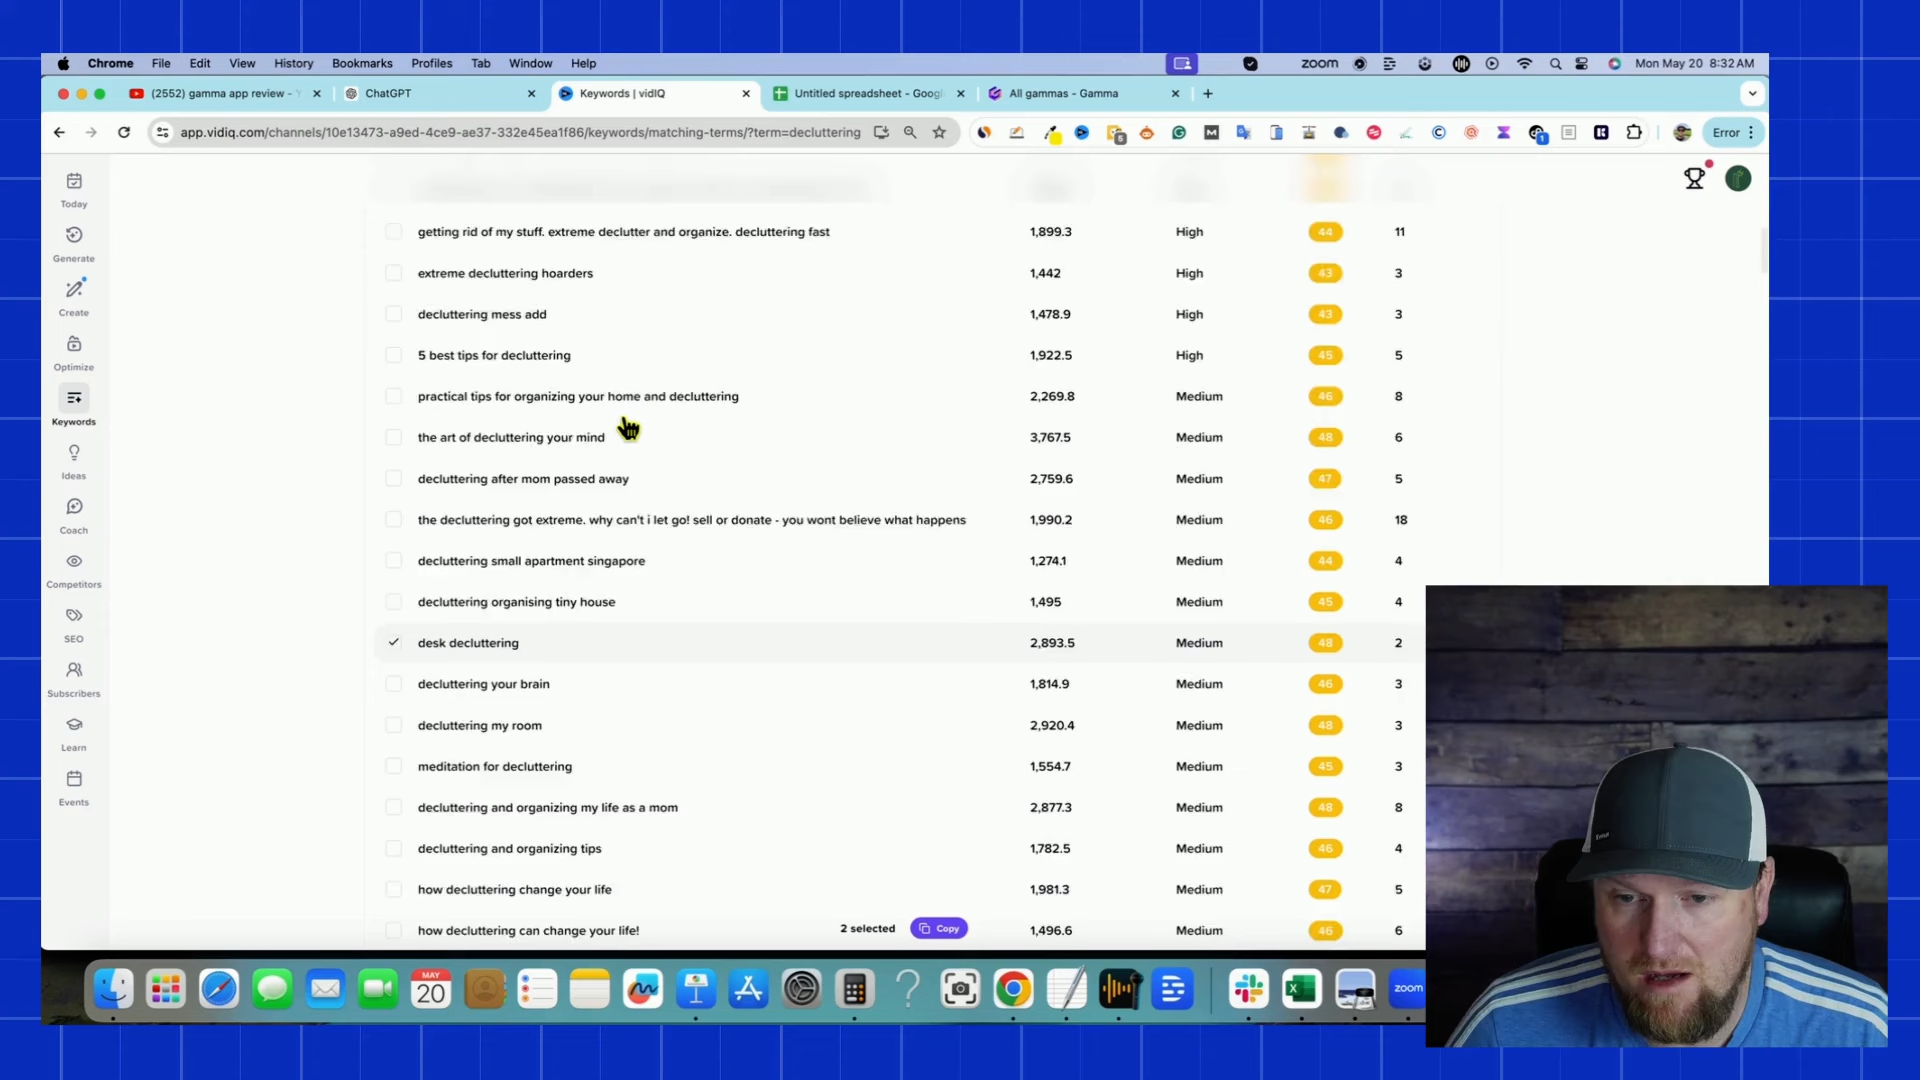 Chrome File Edit View History Bookmarks Profiles Tab Window Help zoom Mon May 20 8:32 AM
(2552) gamma app review - ChatGPT Keywords | vidIQ Untitled spreadsheet - Googl All gammas - Gamma
app.vidiq.com/channels/10e13473-a9ed-4ce9-ae37-332e45ea1f86/keywords/matching-terms/?term=decluttering Error
Today
Generate
Create
Optimize
Keywords
Ideas
Coach
Competitors
SEO
Subscribers
Learn
Events
getting rid of my stuff. extreme declutter and organize. decluttering fast 1,899.3 High 44 11
extreme decluttering hoarders 1,442 High 43 3
decluttering mess add 1,478.9 High 43 3
5 best tips for decluttering 1,922.5 High 45 5
practical tips for organizing your home and decluttering 2,269.8 Medium 46 8
the art of decluttering your mind 3,767.5 Medium 48 6
decluttering after mom passed away 2,759.6 Medium 47 5
the decluttering got extreme. why can't i let go! sell or donate - you wont believe what happens 1,990.2 Medium 46 18
decluttering small apartment singapore 1,274.1 Medium 44 4
decluttering organising tiny house 1,495 Medium 45 4
desk decluttering 2,893.5 Medium 48 2
decluttering your brain 1,814.9 Medium 46 3
decluttering my room 2,920.4 Medium 48 3
meditation for decluttering 1,554.7 Medium 45 3
decluttering and organizing my life as a mom 2,877.3 Medium 48 8
decluttering and organizing tips 1,782.5 Medium 46 4
how decluttering change your life 1,981.3 Medium 47 5
how decluttering can change your life! 1,496.6 Medium 46 6
2 selected Copy
MAY
20
zoom